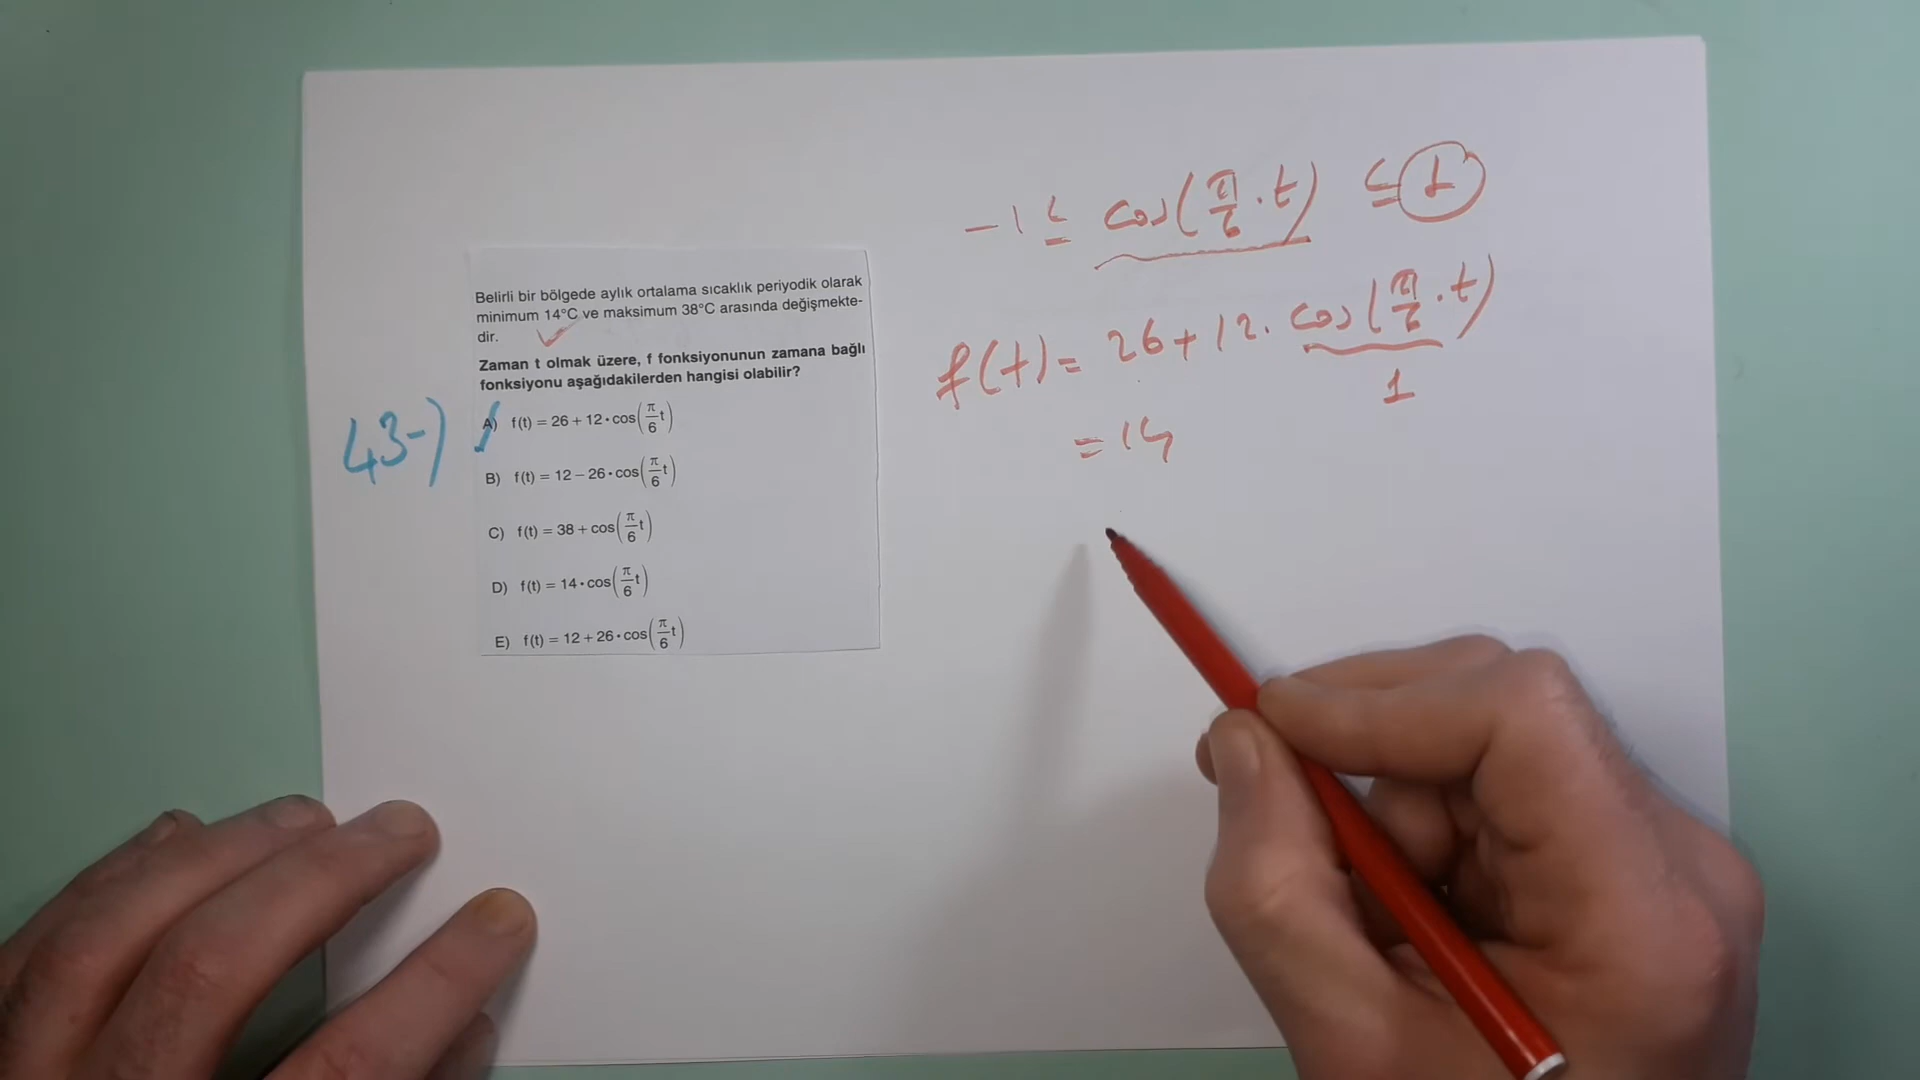 Belirli bir bölgede aylık ortalama sıcaklık periyodik olarak
minimum 14°C ve maksimum 38°C arasında değişmekte-
dir.
Zaman t olmak üzere, f fonksiyonunun zamana bağlı
fonksiyonu aşağıdakilerden hangisi olabilir?
43-)
A) f(t) = 26 + 12·cos(π/6 t)
B) f(t) = 12 – 26·cos(π/6 t)
C) f(t) = 38 + cos(π/6 t)
D) f(t) = 14·cos(π/6 t)
E) f(t) = 12 + 26·cos(π/6 t)
-1 ≤ cos(π/6 · t) ≤ 1
f(t) = 26 + 12. cos(π/6 · t)
1
= 14